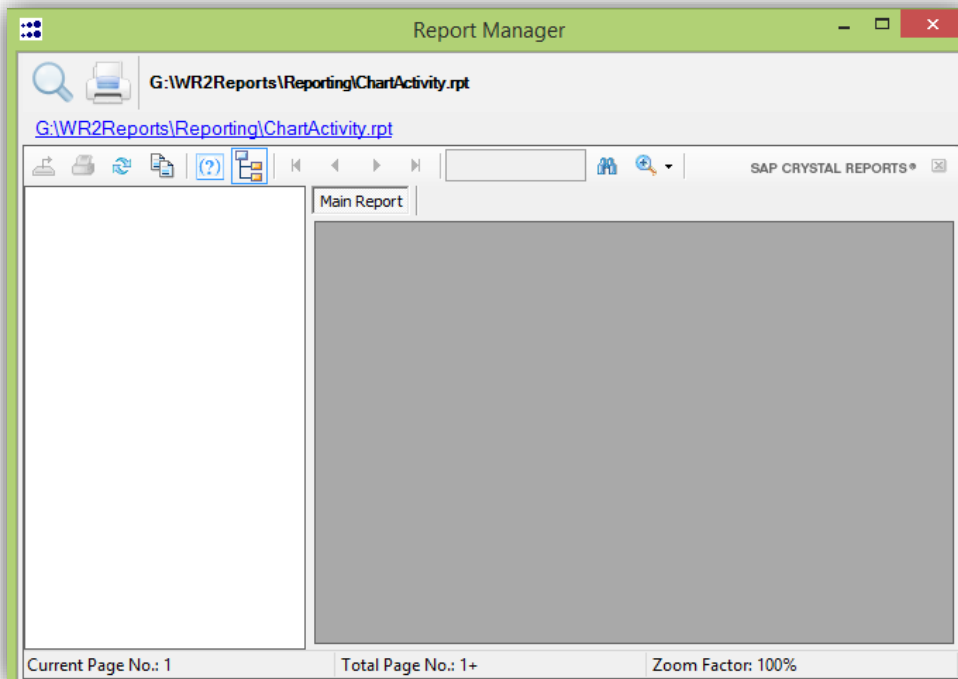 Report Manager
G:\WR2Reports\Reporting\ChartActivity.rpt
G:\WR2Reports\Reporting\ChartActivity.rpt
(?) SAP CRYSTAL REPORTS®
Main Report
Current Page No.: 1 Total Page No.: 1+ Zoom Factor: 100%